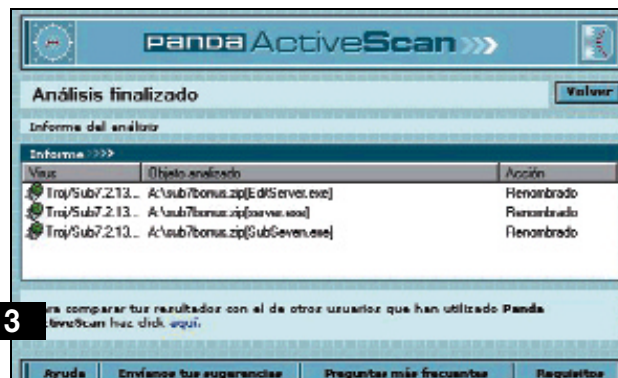 Panda ActiveScan
Análisis finalizado
Volver
Informe del análisis
Informe >>>>
Virus Objeto analizado Acción
Troj/Sub7.2.13... A:\sub7bonus.zip[EditServer.exe] Renombrado
Troj/Sub7.2.13... A:\sub7bonus.zip[server.exe] Renombrado
Troj/Sub7.2.13... A:\sub7bonus.zip[SubSeven.exe] Renombrado
3
ra comparar tus resultados con el de otros usuarios que han utilizado Panda
ctiveScan haz click aquí.
Ayuda Envíanos tus sugerencias Preguntas más frecuentes Requisitos